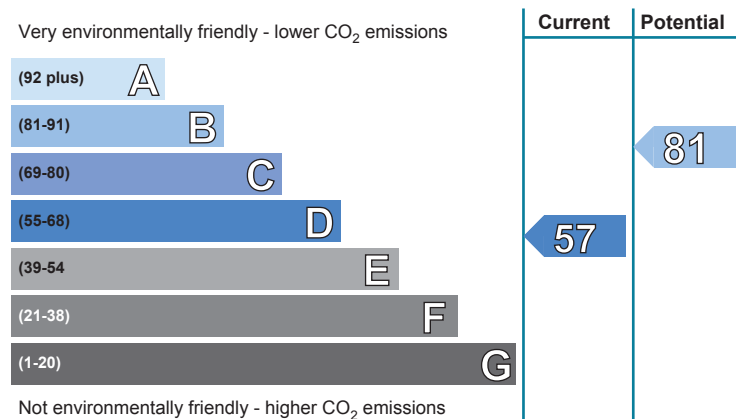 Current Potential
Very environmentally friendly - lower CO₂ emissions
(92 plus) A
(81-91) B
81
(69-80) C
(55-68) D
57
(39-54 E
(21-38) F
(1-20) G
Not environmentally friendly - higher CO₂ emissions